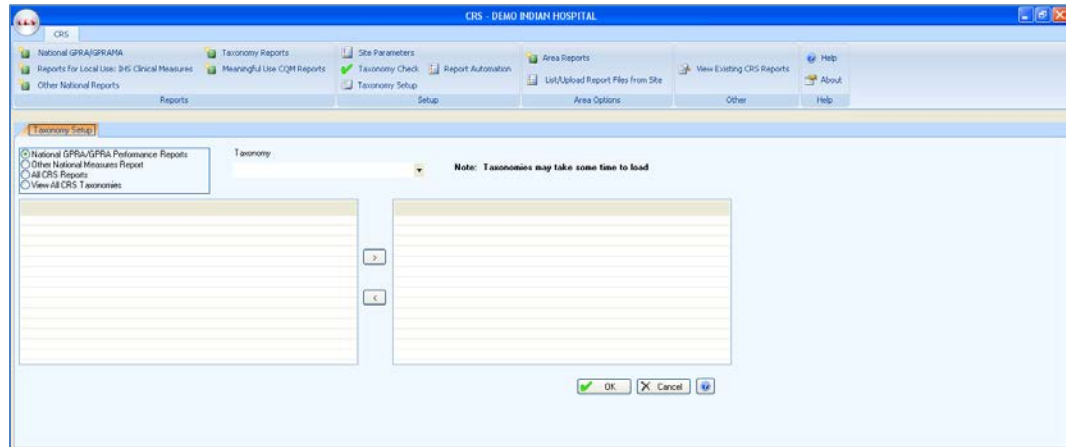 CRS - DEMO INDIAN HOSPITAL
CRS
National GPRA/GPRAMA
Reports for Local Use: IHS Clinical Measures
Other National Reports
Taxonomy Reports
Meaningful Use CQM Reports
Reports
Site Parameters
Taxonomy Check
Taxonomy Setup
Report Automation
Setup
Area Reports
List/Upload Report Files from Site
Area Options
View Existing CRS Reports
Other
Help
About
Help
Taxonomy Setup
National GPRA/GPRA Performance Reports
Other National Measures Report
All CRS Reports
View All CRS Taxonomies
Taxonomy
Note: Taxonomies may take some time to load
>
<
OK
Cancel